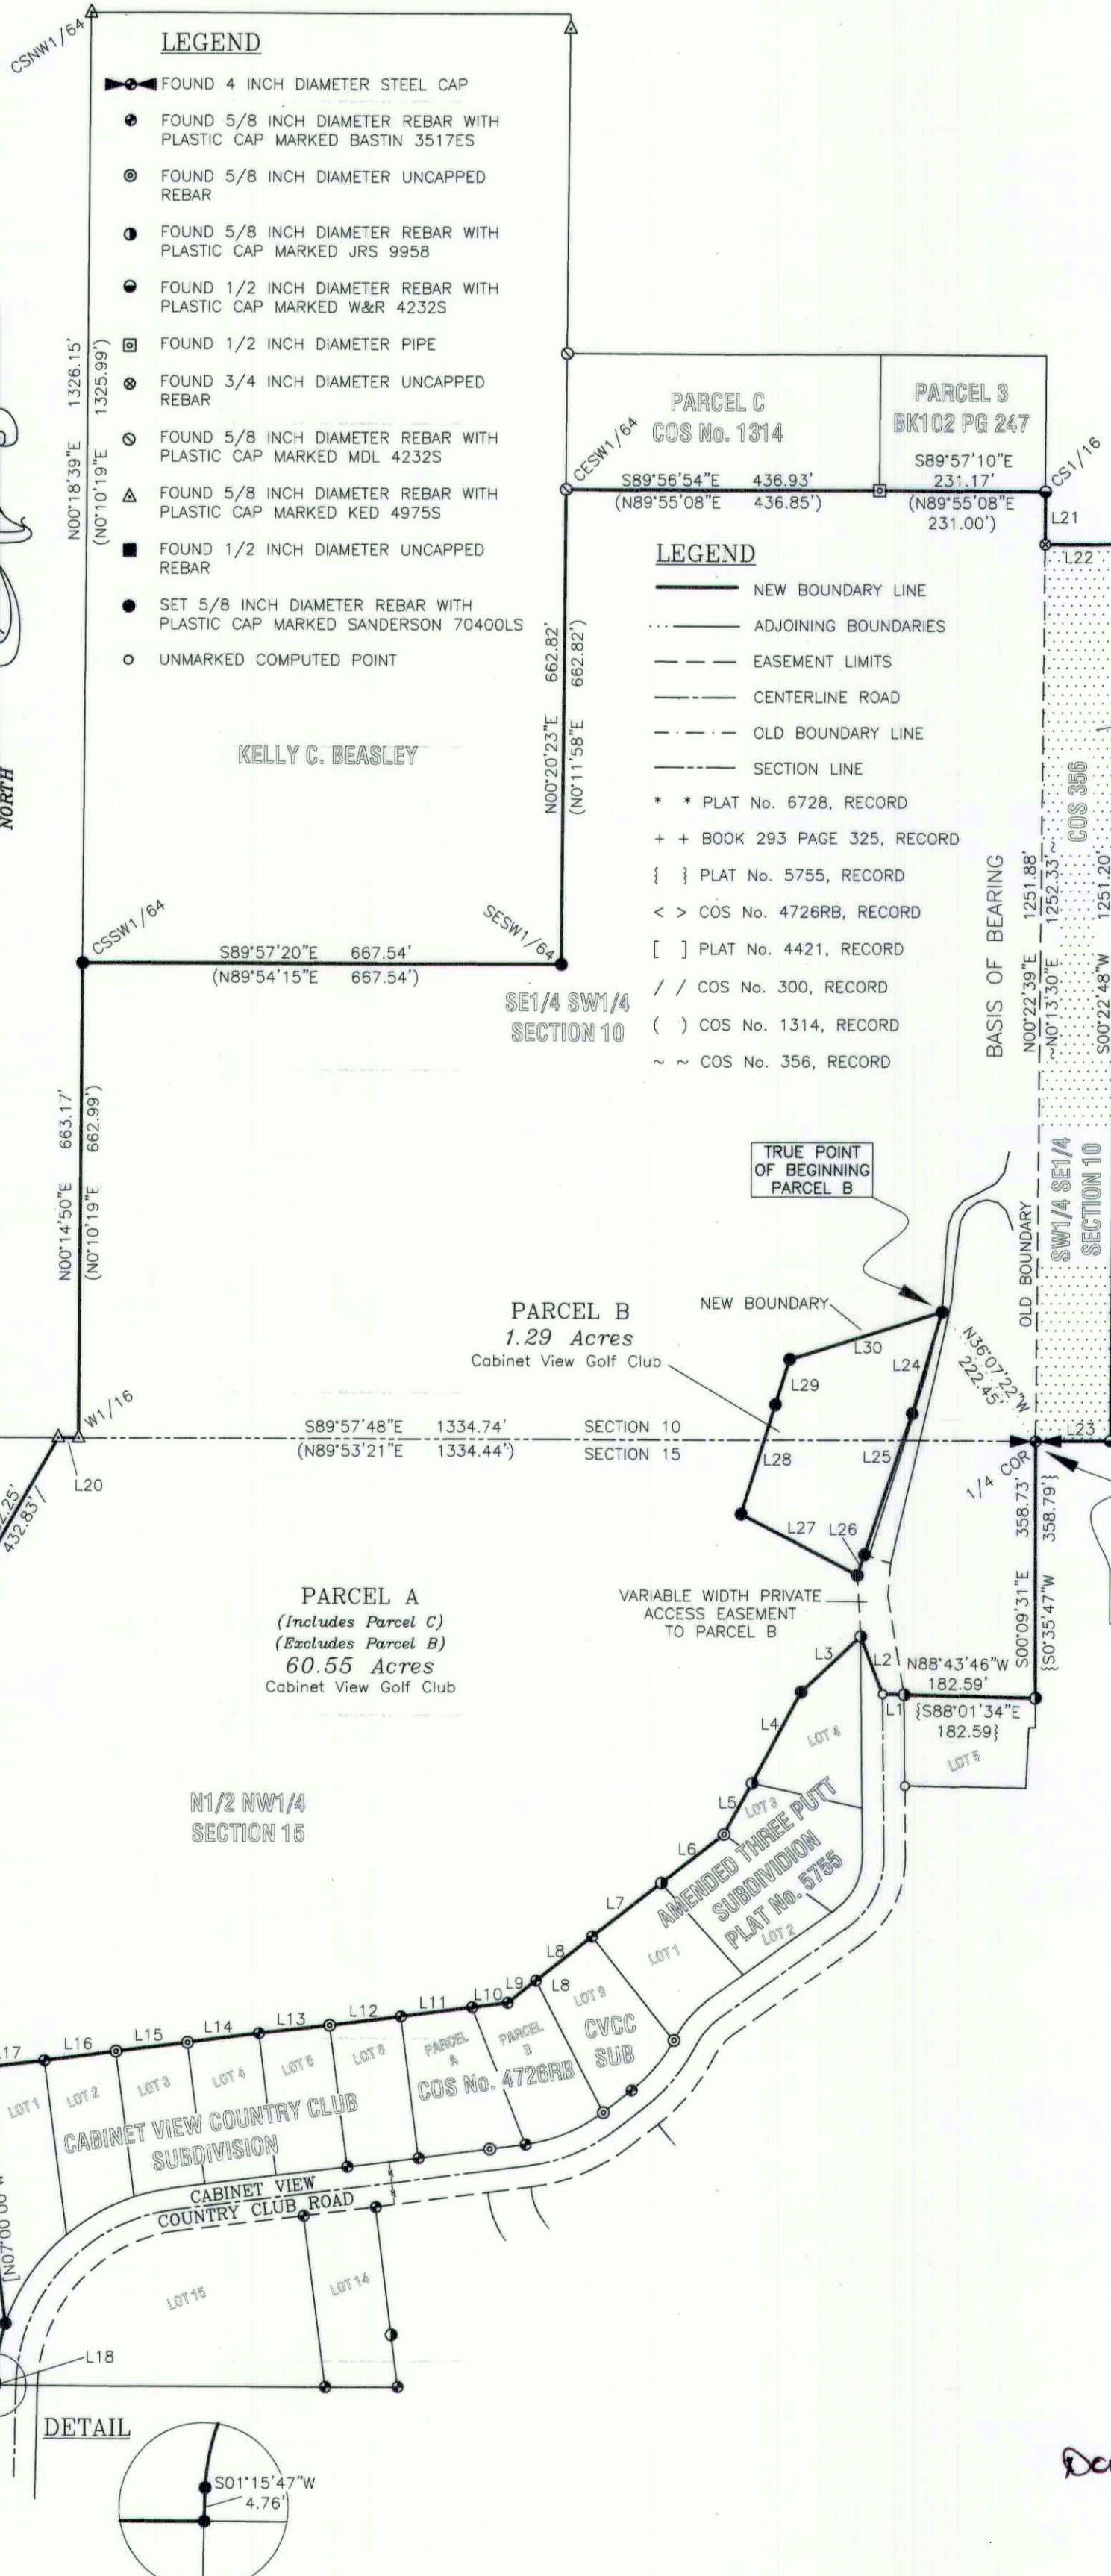 CSNW1/64
LEGEND
FOUND 4 INCH DIAMETER STEEL CAP
FOUND 5/8 INCH DIAMETER REBAR WITH
PLASTIC CAP MARKED BASTIN 3517ES
FOUND 5/8 INCH DIAMETER UNCAPPED
REBAR
FOUND 5/8 INCH DIAMETER REBAR WITH
PLASTIC CAP MARKED JRS 9958
FOUND 1/2 INCH DIAMETER REBAR WITH
PLASTIC CAP MARKED W&R 4232S
FOUND 1/2 INCH DIAMETER PIPE
FOUND 3/4 INCH DIAMETER UNCAPPED
REBAR
FOUND 5/8 INCH DIAMETER REBAR WITH
PLASTIC CAP MARKED MDL 4232S
FOUND 5/8 INCH DIAMETER REBAR WITH
PLASTIC CAP MARKED KED 4975S
FOUND 1/2 INCH DIAMETER UNCAPPED
REBAR
SET 5/8 INCH DIAMETER REBAR WITH
PLASTIC CAP MARKED SANDERSON 70400LS
UNMARKED COMPUTED POINT
N00°18'39"E 1326.15'
(N0°10'19"E 1325.99')
NORTH
KELLY C. BEASLEY
PARCEL C
COS No. 1314
PARCEL 3
BK102 PG 247
CESW1/64
S89°56'54"E 436.93'
(N89°55'08"E 436.85')
S89°57'10"E
231.17'
(N89°55'08"E
231.00')
CS1/16
L21
L22
LEGEND
NEW BOUNDARY LINE
ADJOINING BOUNDARIES
EASEMENT LIMITS
CENTERLINE ROAD
OLD BOUNDARY LINE
SECTION LINE
* * PLAT No. 6728, RECORD
+ + BOOK 293 PAGE 325, RECORD
{ } PLAT No. 5755, RECORD
< > COS No. 4726RB, RECORD
[ ] PLAT No. 4421, RECORD
/ / COS No. 300, RECORD
( ) COS No. 1314, RECORD
~ ~ COS No. 356, RECORD
N00°20'23"E 662.82'
(N0°11'58"E 662.82')
BASIS OF BEARING
N00°22'39"E 1251.88'
~N0°13'30"E 1252.33'~
COS 356
S00°22'48"W 1251.20'
CSSW1/64
SESW1/64
S89°57'20"E 667.54'
(N89°54'15"E 667.54')
SE1/4 SW1/4
SECTION 10
N00°14'50"E 663.17'
(N0°10'19"E 662.99')
TRUE POINT
OF BEGINNING
PARCEL B
OLD BOUNDARY
SW1/4 SE1/4
SECTION 10
PARCEL B
1.29 Acres
Cabinet View Golf Club
NEW BOUNDARY
L30
L24
N36°07'22"W
222.45'
L29
W1/16
S89°57'48"E 1334.74'
(N89°53'21"E 1334.44')
SECTION 10
SECTION 15
L28
L25
L23
1/4 COR
L20
432.83'/
L27
L26
S00°09'31"E 358.73'
{S0°35'47"W 358.79'}
PARCEL A
(Includes Parcel C)
(Excludes Parcel B)
60.55 Acres
Cabinet View Golf Club
VARIABLE WIDTH PRIVATE
ACCESS EASEMENT
TO PARCEL B
L3
L2
N88°43'46"W
182.59'
L1
{S88°01'34"E
182.59}
LOT 5
L4
LOT 4
N1/2 NW1/4
SECTION 15
L5
LOT 3
AMENDED THREE PUTT
SUBDIVIDION
PLAT No. 5755
L6
L7
LOT 1
LOT 2
L8
L8
L9
LOT 9
CVCC
SUB
L10
L11
L12
L13
L14
L15
L16
L17
PARCEL
A
PARCEL
B
COS No. 4726RB
LOT 1
LOT 2
LOT 3
LOT 4
LOT 5
LOT 6
CABINET VIEW COUNTRY CLUB
SUBDIVISION
CABINET VIEW
COUNTRY CLUB ROAD
[N07°00'00"W
LOT 15
LOT 14
L18
DETAIL
S01°15'47"W
4.76'